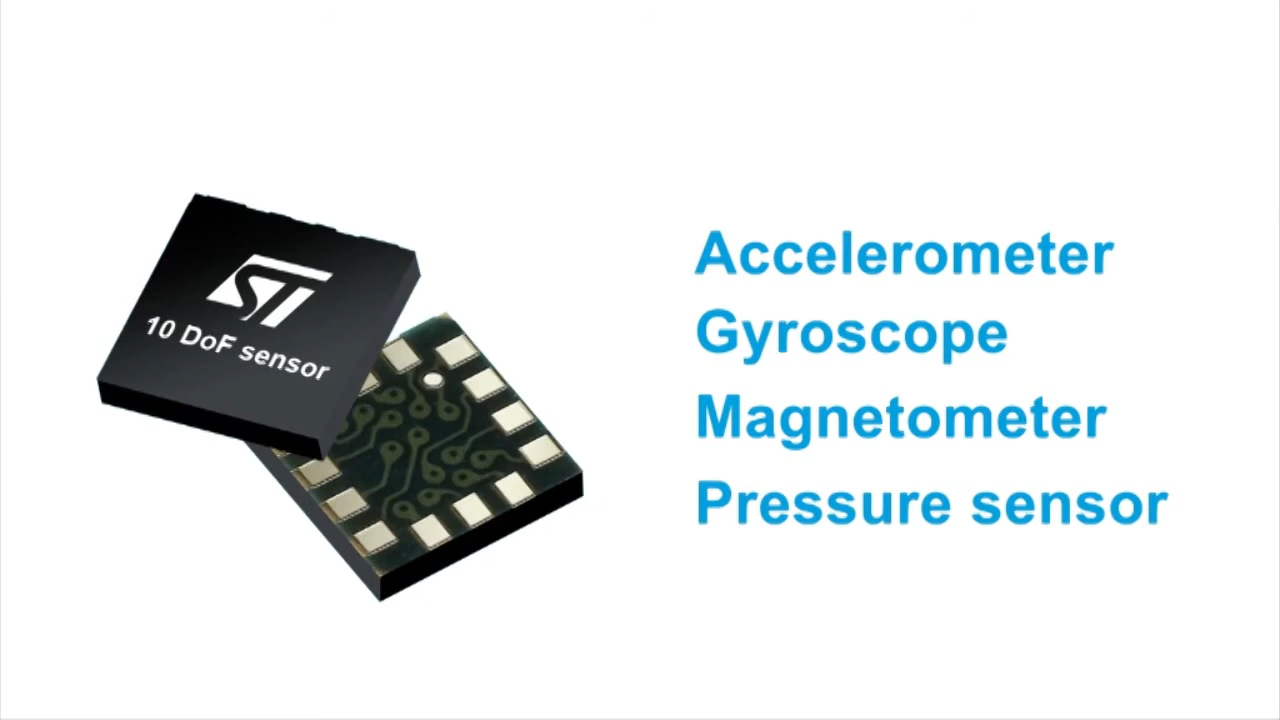 ST
10 DoF sensor
Accelerometer
Gyroscope
Magnetometer
Pressure sensor